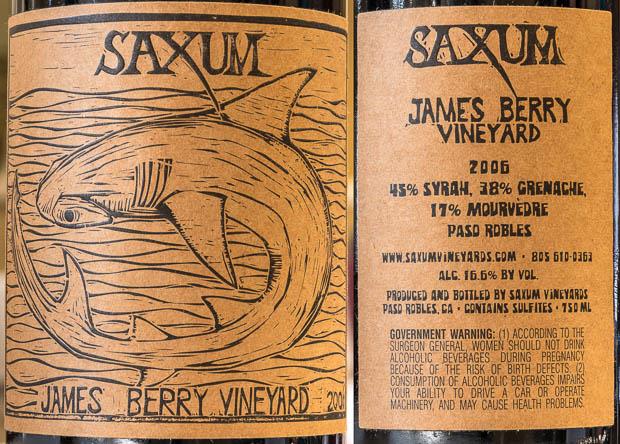 SAXUM
JAMES BERRY VINEYARD 2006
SAXUM
JAMES BERRY
VINEYARD
2006
45% SYRAH, 38% GRENACHE,
17% MOURVÈDRE
PASO ROBLES
WWW.SAXUMVINEYARDS.COM • 805 610-0363
ALC. 16.6% BY VOL.
PRODUCED AND BOTTLED BY SAXUM VINEYARDS
PASO ROBLES, CA • CONTAINS SULFITES • 750 ML
GOVERNMENT WARNING: (1) ACCORDING TO THE
SURGEON GENERAL, WOMEN SHOULD NOT DRINK
ALCOHOLIC BEVERAGES DURING PREGNANCY
BECAUSE OF THE RISK OF BIRTH DEFECTS. (2)
CONSUMPTION OF ALCOHOLIC BEVERAGES IMPAIRS
YOUR ABILITY TO DRIVE A CAR OR OPERATE
MACHINERY, AND MAY CAUSE HEALTH PROBLEMS.